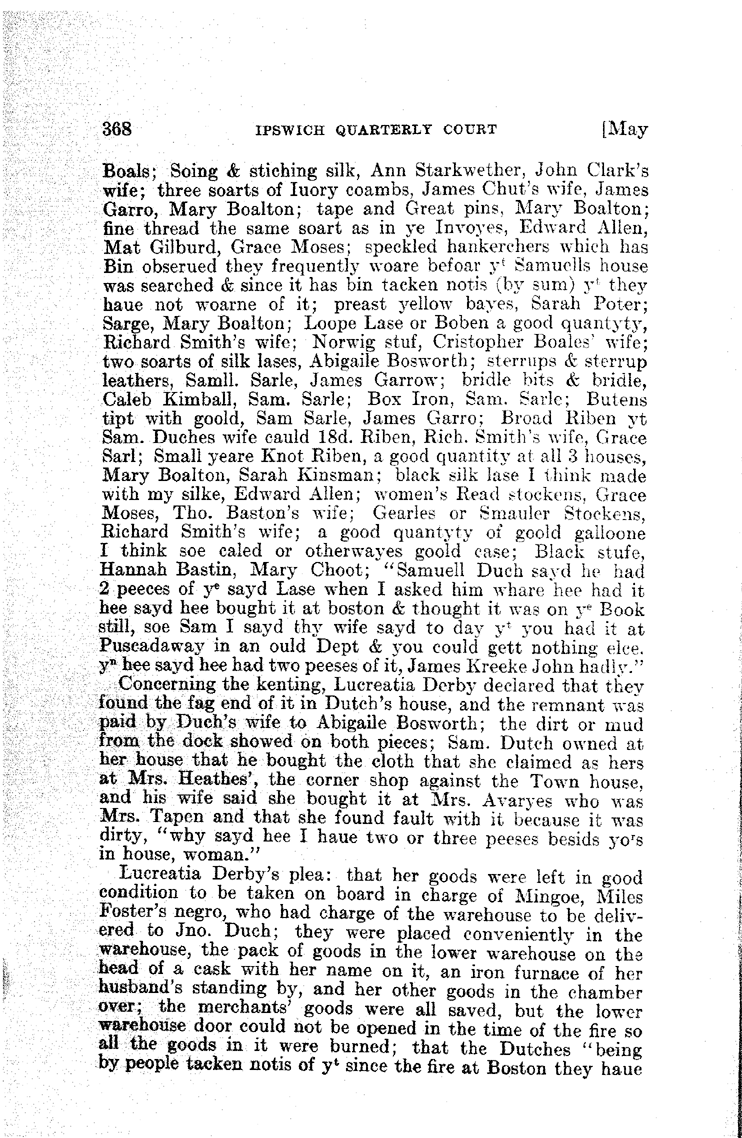 368 IPSWICH QUARTERLY COURT [May
Boals; Soing & stiching silk, Ann Starkwether, John Clark's
wife; three soarts of Iuory coambs, James Chut's wife, James
Garro, Mary Boalton; tape and Great pins, Mary Boalton;
fine thread the same soart as in ye Invoyes, Edward Allen,
Mat Gilburd, Grace Moses; speckled hankerchers which has
Bin obserued they frequently woare befoar yᵗ Samuells house
was searched & since it has bin tacken notis (by sum) yᵗ they
haue not woarne of it; preast yellow bayes, Sarah Poter;
Sarge, Mary Boalton; Loope Lase or Boben a good quantyty,
Richard Smith's wife; Norwig stuf, Cristopher Boales' wife;
two soarts of silk lases, Abigaile Bosworth; sterrups & sterrup
leathers, Samll. Sarle, James Garrow; bridle bits & bridle,
Caleb Kimball, Sam. Sarle; Box Iron, Sam. Sarle; Butens
tipt with goold, Sam Sarle, James Garro; Broad Riben yt
Sam. Duches wife cauld 18d. Riben, Rich. Smith's wife, Grace
Sarl; Small yeare Knot Riben, a good quantity at all 3 houses,
Mary Boalton, Sarah Kinsman; black silk lase I think made
with my silke, Edward Allen; women's Read stockens, Grace
Moses, Tho. Baston's wife; Gearles or Smauler Stockens,
Richard Smith's wife; a good quantyty of goold galloone
I think soe caled or otherwayes goold case; Black stufe,
Hannah Bastin, Mary Choot; "Samuell Duch sayd he had
2 peeces of yᵉ sayd Lase when I asked him whare hee had it
hee sayd hee bought it at boston & thought it was on yᵉ Book
still, soe Sam I sayd thy wife sayd to day yᵗ you had it at
Puscadaway in an ould Dept & you could gett nothing elce.
yⁿ hee sayd hee had two peeses of it, James Kreeke John hadly."
Concerning the kenting, Lucreatia Derby declared that they
found the fag end of it in Dutch's house, and the remnant was
paid by Duch's wife to Abigaile Bosworth; the dirt or mud
from the dock showed on both pieces; Sam. Dutch owned at
her house that he bought the cloth that she claimed as hers
at Mrs. Heathes', the corner shop against the Town house,
and his wife said she bought it at Mrs. Avaryes who was
Mrs. Tapen and that she found fault with it because it was
dirty, "why sayd hee I haue two or three peeses besids yoʳs
in house, woman."
Lucreatia Derby's plea: that her goods were left in good
condition to be taken on board in charge of Mingoe, Miles
Foster's negro, who had charge of the warehouse to be deliv-
ered to Jno. Duch; they were placed conveniently in the
warehouse, the pack of goods in the lower warehouse on the
head of a cask with her name on it, an iron furnace of her
husband's standing by, and her other goods in the chamber
over; the merchants' goods were all saved, but the lower
warehouse door could not be opened in the time of the fire so
all the goods in it were burned; that the Dutches "being
by people tacken notis of yᵗ since the fire at Boston they haue